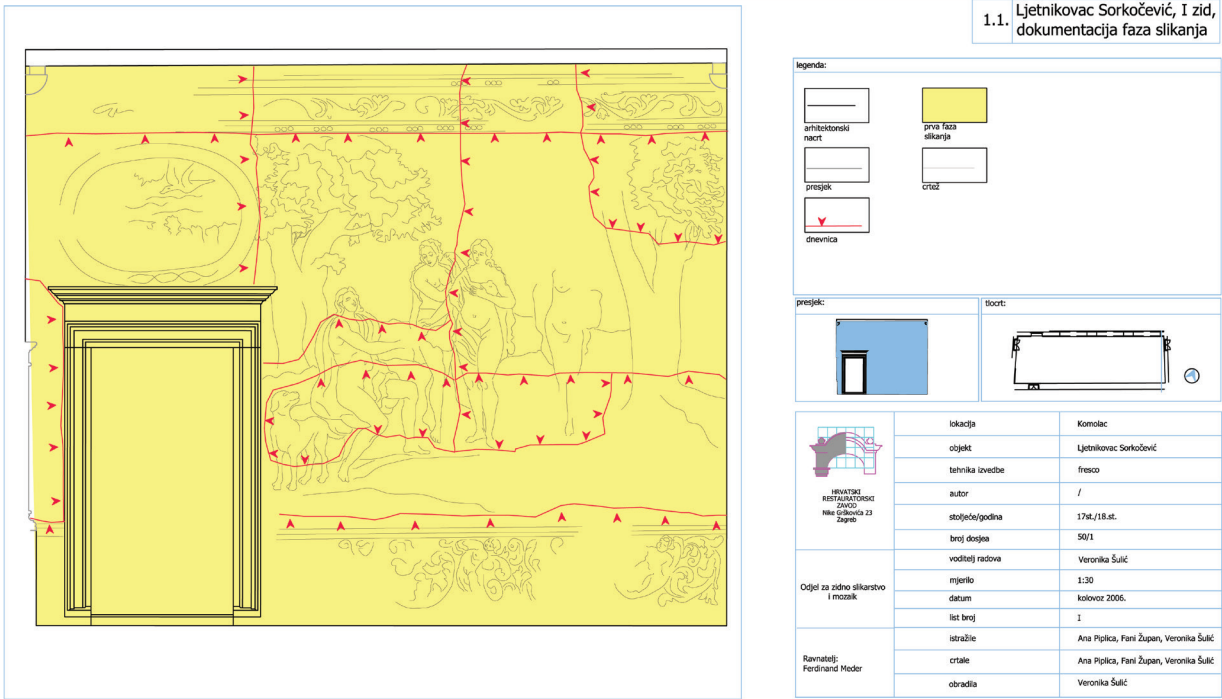 1.1.
Ljetnikovac Sorkočević, I zid,
dokumentacija faza slikanja
legenda:
arhitektonski
nacrt
prva faza
slikanja
presjek
crtež
dnevnica
presjek:
tlocrt:
HRVATSKI
RESTAURATORSKI
ZAVOD
Nike Grškovića 23
Zagreb
lokacija Komolac
objekt Ljetnikovac Sorkočević
tehnika izvedbe fresco
autor /
stoljeće/godina 17st./18.st.
broj dosjea 50/1
Odjel za zidno slikarstvo
i mozaik
voditelj radova Veronika Šulić
mjerilo 1:30
datum kolovoz 2006.
list broj I
Ravnatelj:
Ferdinand Meder
istražile Ana Piplica, Fani Župan, Veronika Šulić
crtale Ana Piplica, Fani Župan, Veronika Šulić
obradila Veronika Šulić